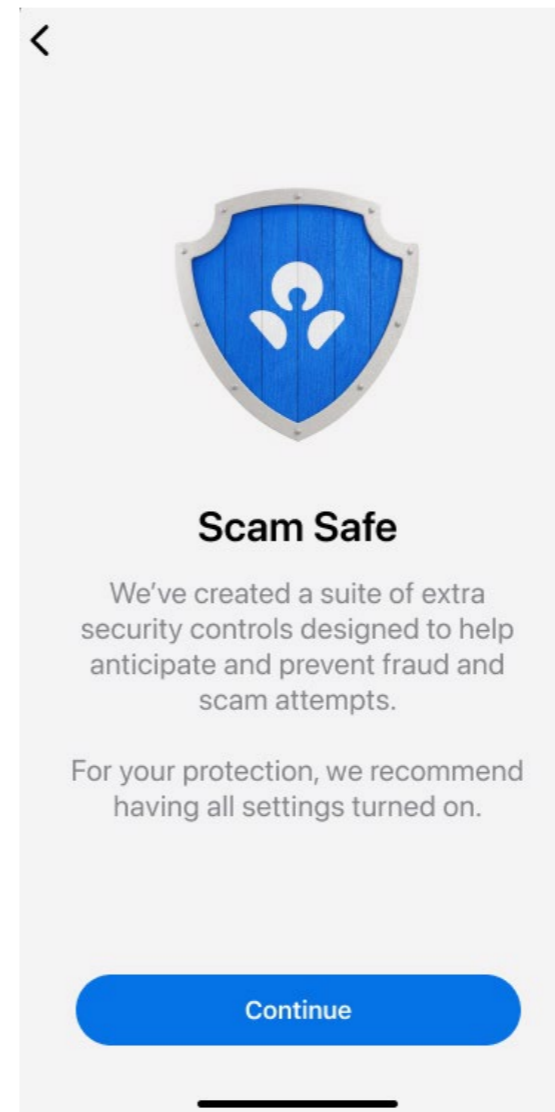 Scam Safe
We’ve created a suite of extra
security controls designed to help
anticipate and prevent fraud and
scam attempts.
For your protection, we recommend
having all settings turned on.
Continue